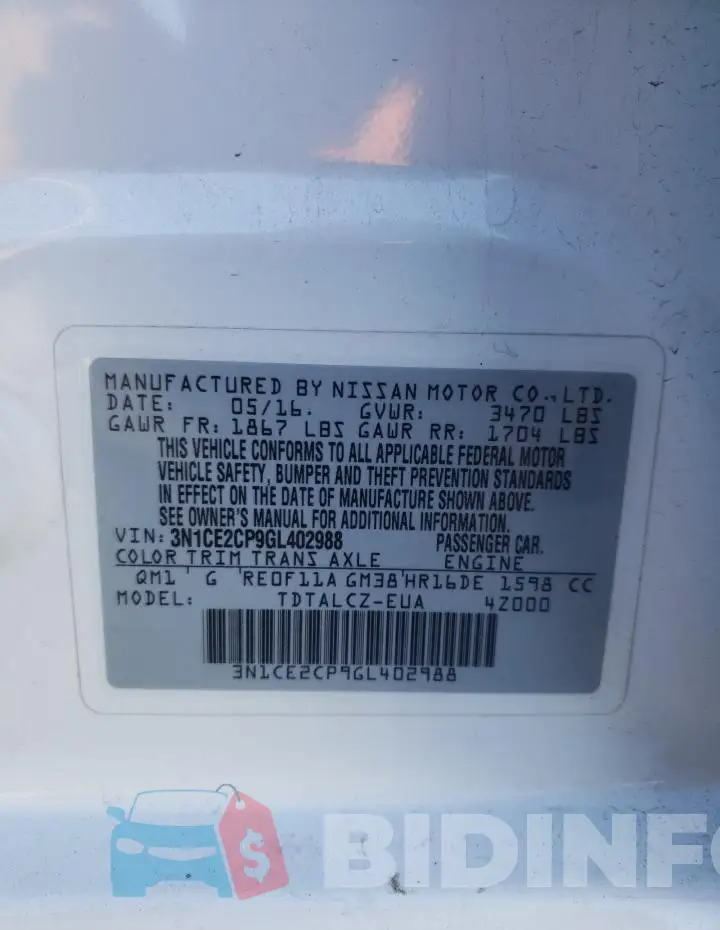 MANUFACTURED BY NISSAN MOTOR CO., LTD.
DATE: 05/16. GVWR: 3470 LBS
GAWR FR: 1867 LBS GAWR RR: 1704 LBS
THIS VEHICLE CONFORMS TO ALL APPLICABLE FEDERAL MOTOR
VEHICLE SAFETY, BUMPER AND THEFT PREVENTION STANDARDS
IN EFFECT ON THE DATE OF MANUFACTURE SHOWN ABOVE.
SEE OWNER'S MANUAL FOR ADDITIONAL INFORMATION.
VIN: 3N1CE2CP9GL402988 PASSENGER CAR.
COLOR TRIM TRANS AXLE ENGINE
QM1 G RE0F11A GM38 HR16DE 1598 CC
MODEL: TDTALCZ-EUA 4Z000
3N1CE2CP9GL402988
$ BIDINFO